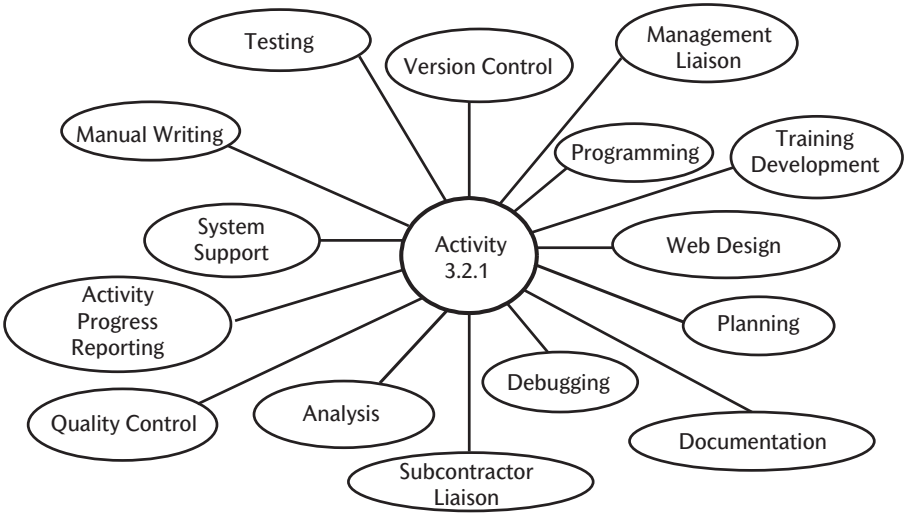 Testing
Version Control
Management
Liaison
Manual Writing
Programming
Training
Development
System
Support
Activity
3.2.1
Web Design
Activity
Progress
Reporting
Planning
Debugging
Quality Control
Analysis
Documentation
Subcontractor
Liaison